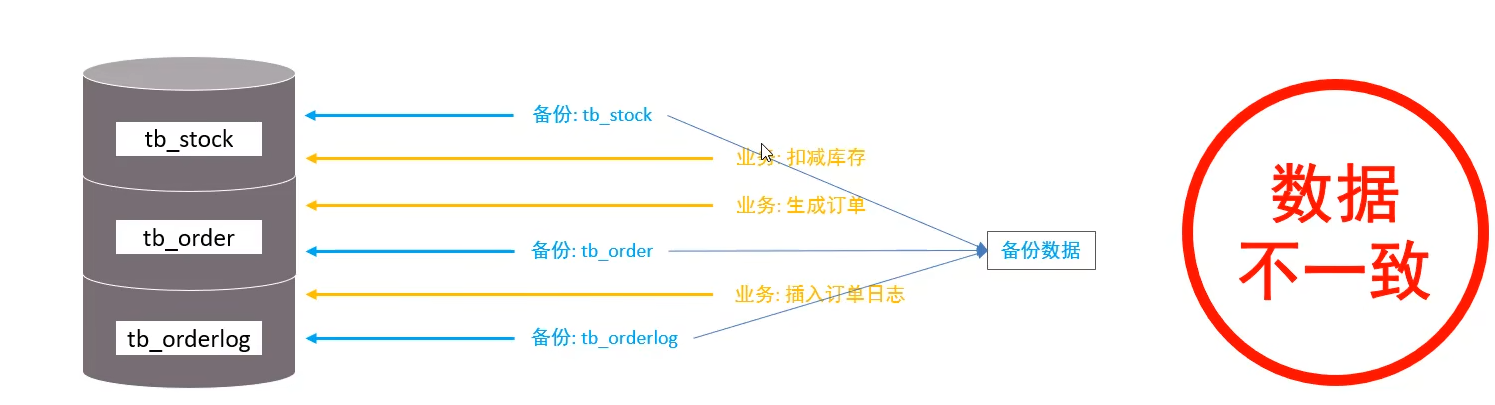 tb_stock
tb_order
tb_orderlog
备份: tb_stock
业务: 扣减库存
业务: 生成订单
备份: tb_order
业务: 插入订单日志
备份: tb_orderlog
备份数据
数据
不一致